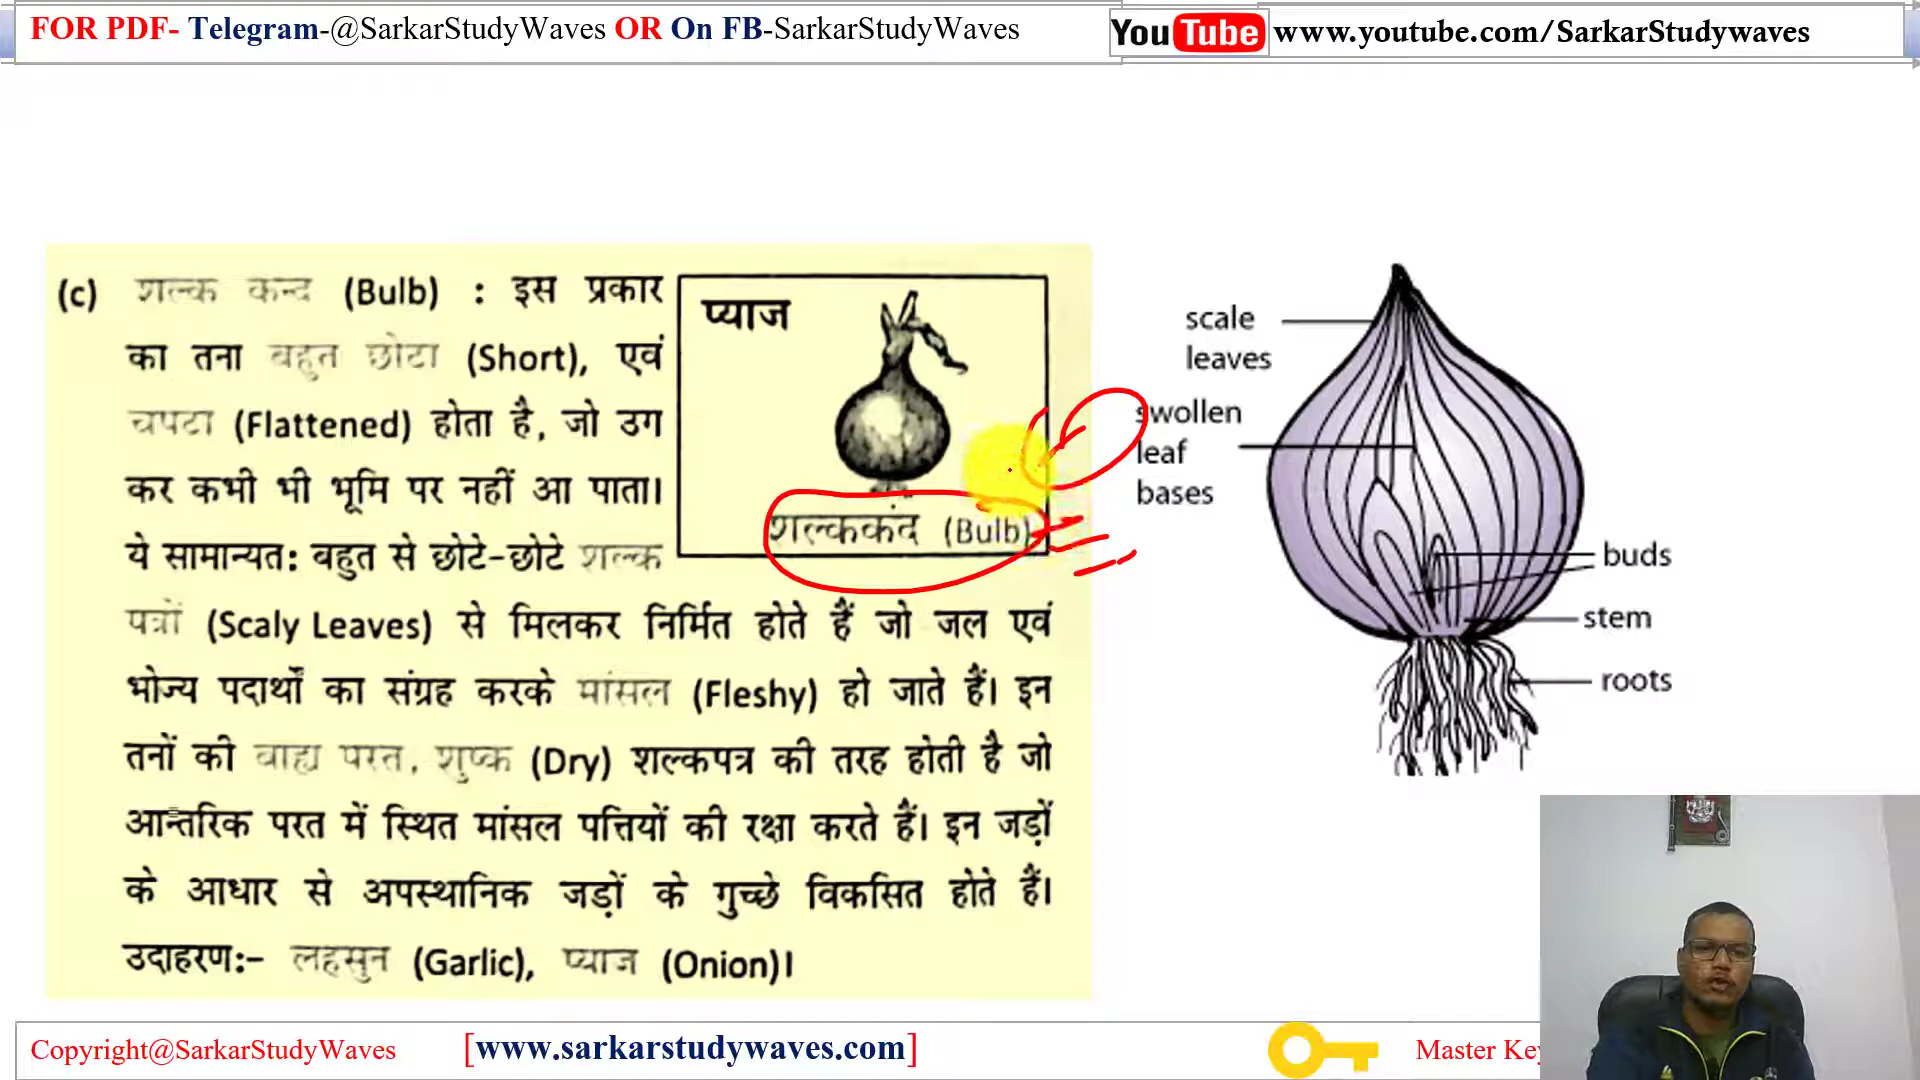 FOR PDF- Telegram-@SarkarStudyWaves OR On FB-SarkarStudyWaves
YouTube www.youtube.com/SarkarStudywaves
(c) शल्क कन्द (Bulb) : इस प्रकार
का तना बहुत छोटा (Short), एवं
चपटा (Flattened) होता है, जो उग
कर कभी भी भूमि पर नहीं आ पाता।
ये सामान्यत: बहुत से छोटे-छोटे शल्क
पत्रों (Scaly Leaves) से मिलकर निर्मित होते हैं जो जल एवं
भोज्य पदार्थों का संग्रह करके मांसल (Fleshy) हो जाते हैं। इन
तनों की वाह्य परत, शुष्क (Dry) शल्कपत्र की तरह होती है जो
आन्तरिक परत में स्थित मांसल पत्तियों की रक्षा करते हैं। इन जड़ों
के आधार से अपस्थानिक जड़ों के गुच्छे विकसित होते हैं।
उदाहरण:- लहसुन (Garlic), प्याज (Onion)।
प्याज
शल्ककंद (Bulb)
scale
leaves
swollen
leaf
bases
buds
stem
roots
Copyright@SarkarStudyWaves
[www.sarkarstudywaves.com]
Master Key